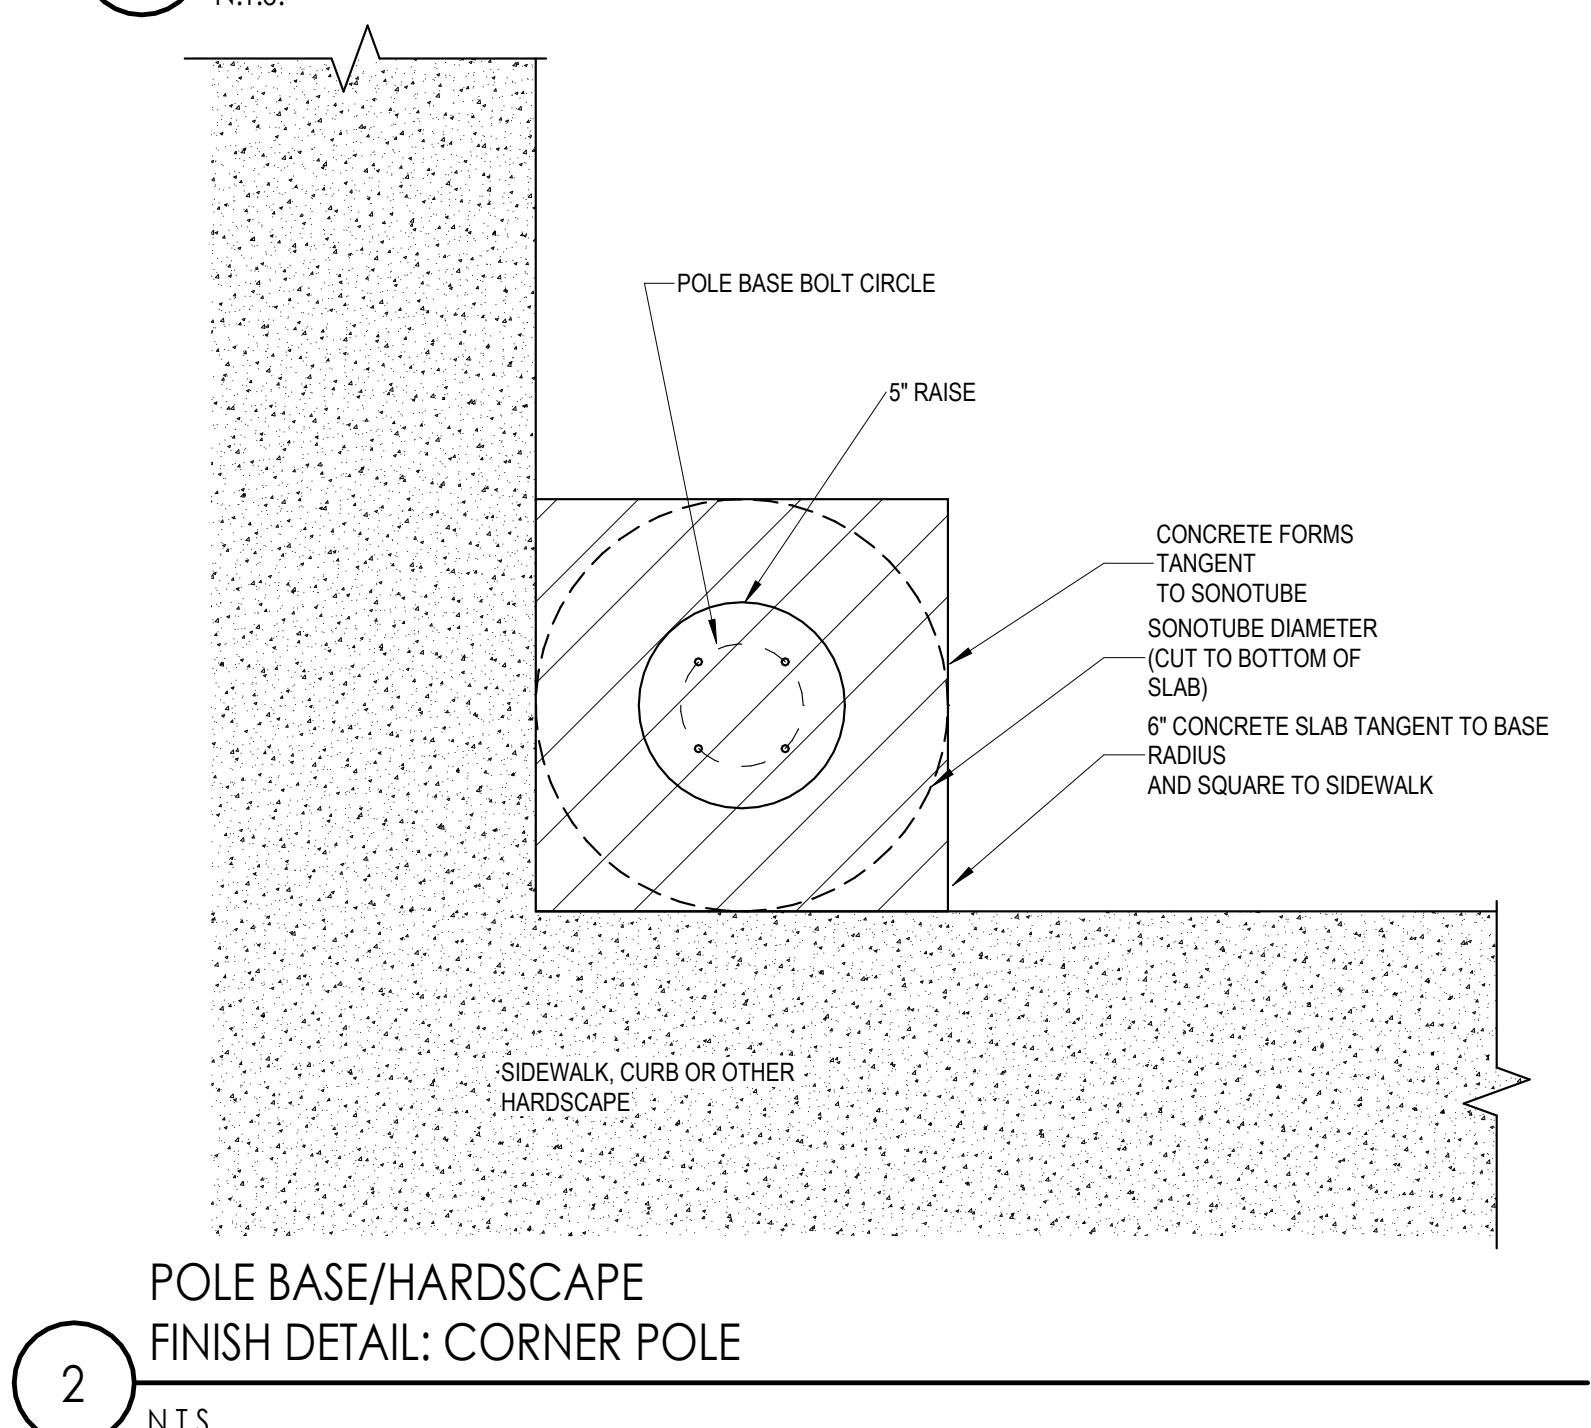 N.T.S.
POLE BASE BOLT CIRCLE
5" RAISE
CONCRETE FORMS
TANGENT
TO SONOTUBE
SONOTUBE DIAMETER
(CUT TO BOTTOM OF
SLAB)
6" CONCRETE SLAB TANGENT TO BASE
RADIUS
AND SQUARE TO SIDEWALK
SIDEWALK, CURB OR OTHER
HARDSCAPE
POLE BASE/HARDSCAPE
FINISH DETAIL: CORNER POLE
2
N.T.S.